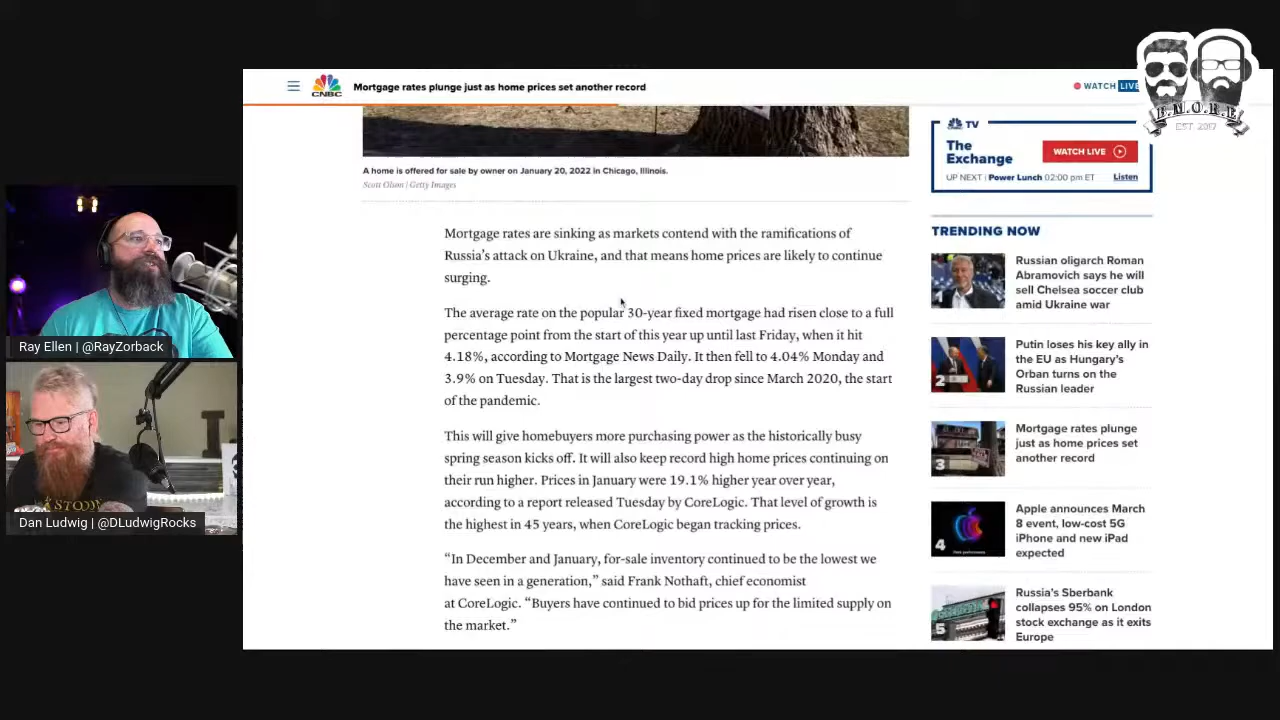 Mortgage rates plunge just as home prices set another record
CNBC
WATCH LIVE
B.M.O.R.E
EST 2017
TV
The
Exchange
WATCH LIVE
UP NEXT | Power Lunch 02:00 pm ET
Listen
A home is offered for sale by owner on January 20, 2022 in Chicago, Illinois.
Scott Olson | Getty Images
Mortgage rates are sinking as markets contend with the ramifications of
Russia's attack on Ukraine, and that means home prices are likely to continue
surging.
The average rate on the popular 30-year fixed mortgage had risen close to a full
percentage point from the start of this year up until last Friday, when it hit
4.18%, according to Mortgage News Daily. It then fell to 4.04% Monday and
3.9% on Tuesday. That is the largest two-day drop since March 2020, the start
of the pandemic.
This will give homebuyers more purchasing power as the historically busy
spring season kicks off. It will also keep record high home prices continuing on
their run higher. Prices in January were 19.1% higher year over year,
according to a report released Tuesday by CoreLogic. That level of growth is
the highest in 45 years, when CoreLogic began tracking prices.
“In December and January, for-sale inventory continued to be the lowest we
have seen in a generation,” said Frank Nothaft, chief economist
at CoreLogic. “Buyers have continued to bid prices up for the limited supply on
the market.”
TRENDING NOW
1
Russian oligarch Roman
Abramovich says he will
sell Chelsea soccer club
amid Ukraine war
2
Putin loses his key ally in
the EU as Hungary's
Orban turns on the
Russian leader
3
Mortgage rates plunge
just as home prices set
another record
4
Apple announces March
8 event, low-cost 5G
iPhone and new iPad
expected
5
Russia's Sberbank
collapses 95% on London
stock exchange as it exits
Europe
Ray Ellen | @RayZorback
Dan Ludwig | @DLudwigRocks